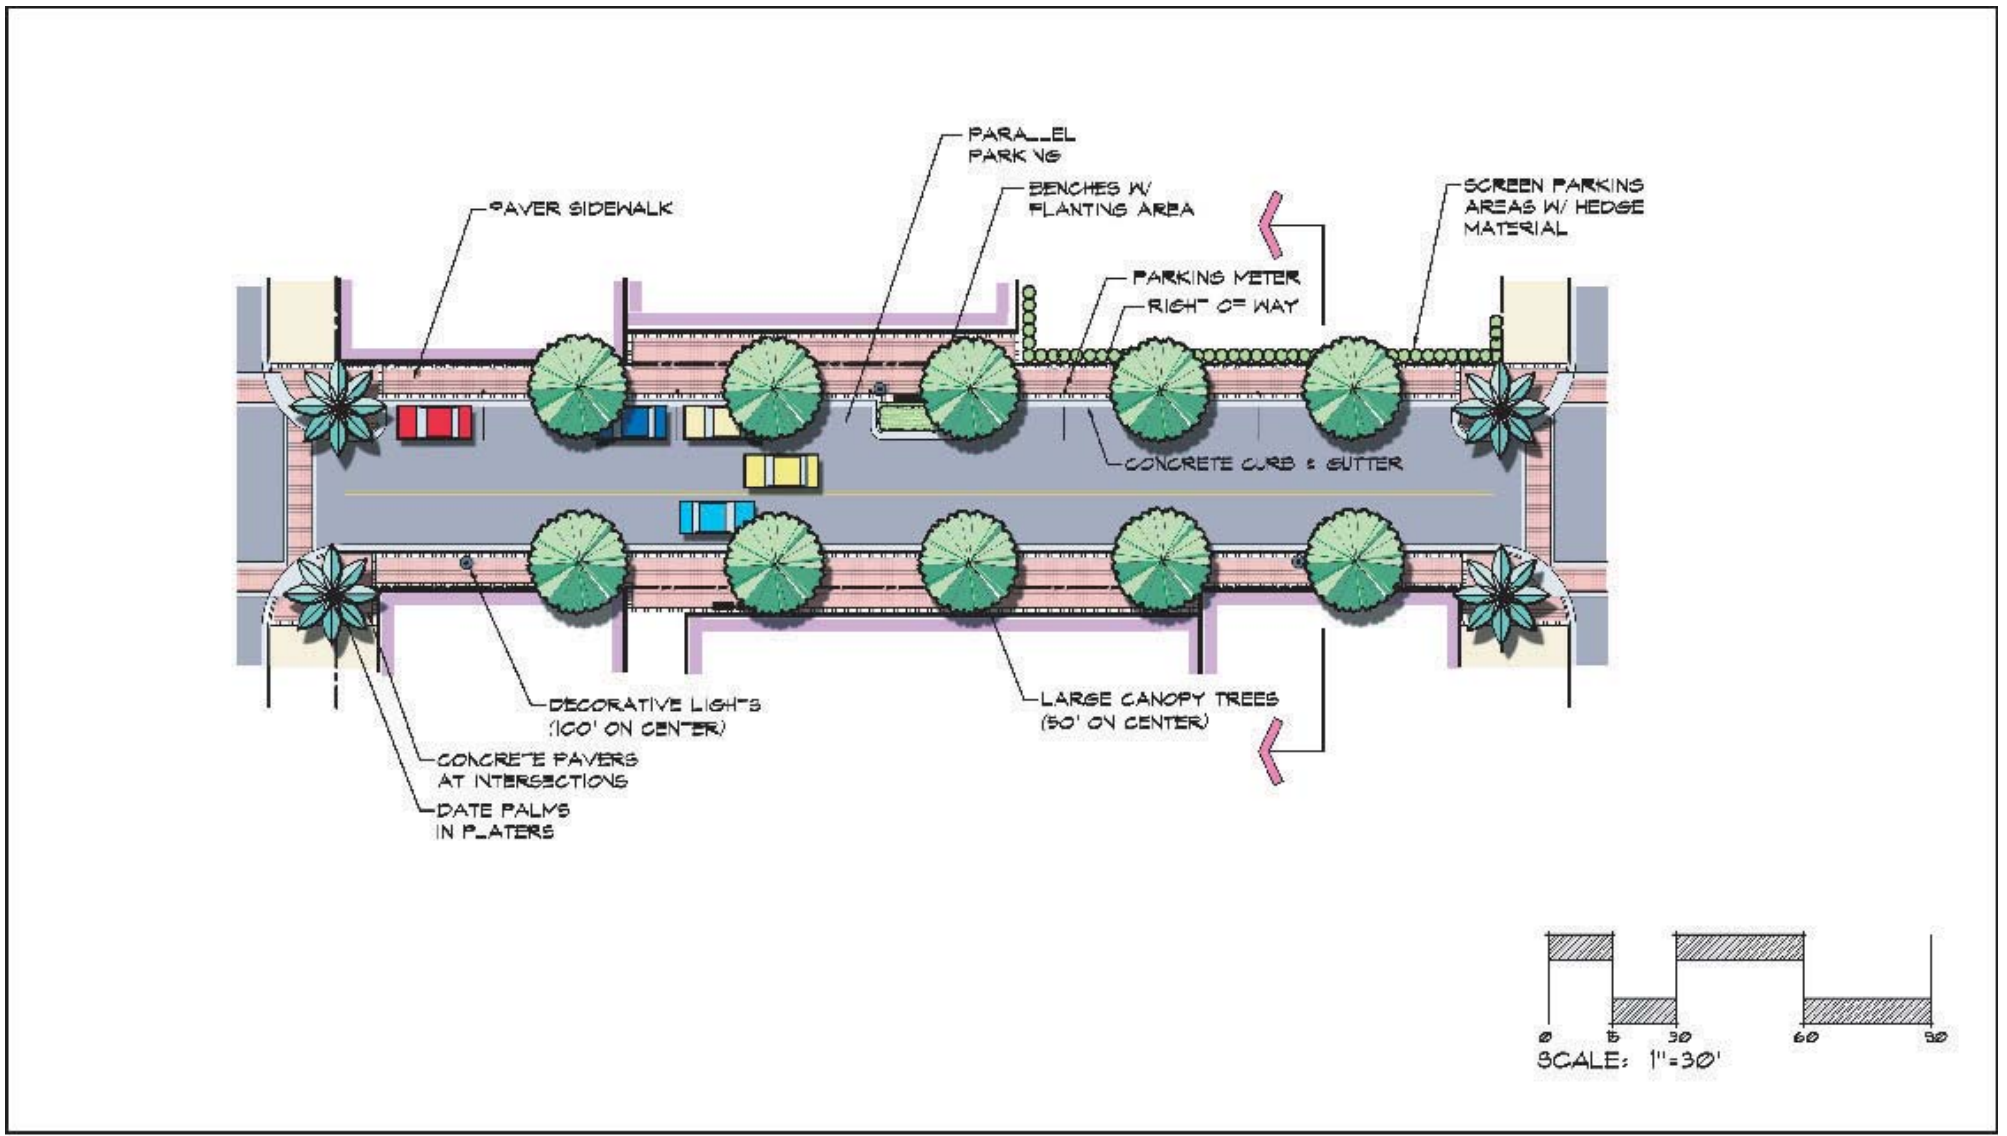 PARALLEL
PARKING
BENCHES W/
PLANTING AREA
SCREEN PARKING
AREAS W/ HEDGE
MATERIAL
PAVER SIDEWALK
PARKING METER
RIGHT OF WAY
CONCRETE CURB & GUTTER
DECORATIVE LIGHTS
(100' ON CENTER)
LARGE CANOPY TREES
(50' ON CENTER)
CONCRETE PAVERS
AT INTERSECTIONS
DATE PALMS
IN PLATERS
0 15 30 60 90
SCALE: 1"=30'